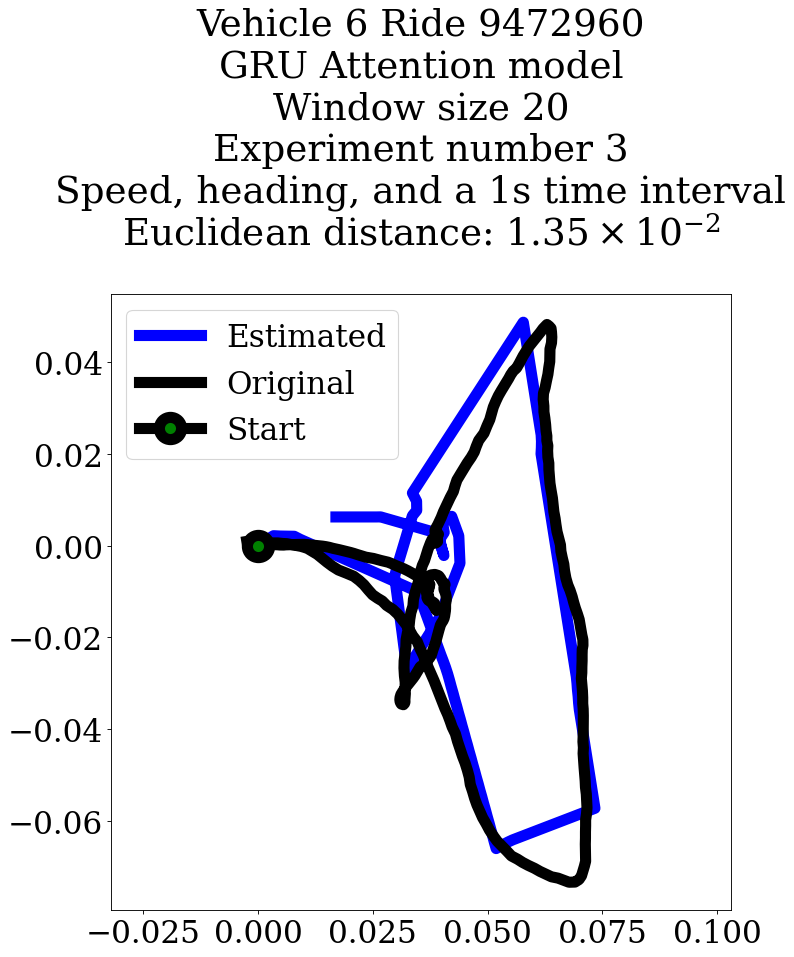 Vehicle 6 Ride 9472960
GRU Attention model
Window size 20
Experiment number 3
Speed, heading, and a 1s time interval
Euclidean distance: 1.35 × 10⁻²
Estimated
Original
Start
0.04
0.02
0.00
−0.02
−0.04
−0.06
−0.025 0.000 0.025 0.050 0.075 0.100